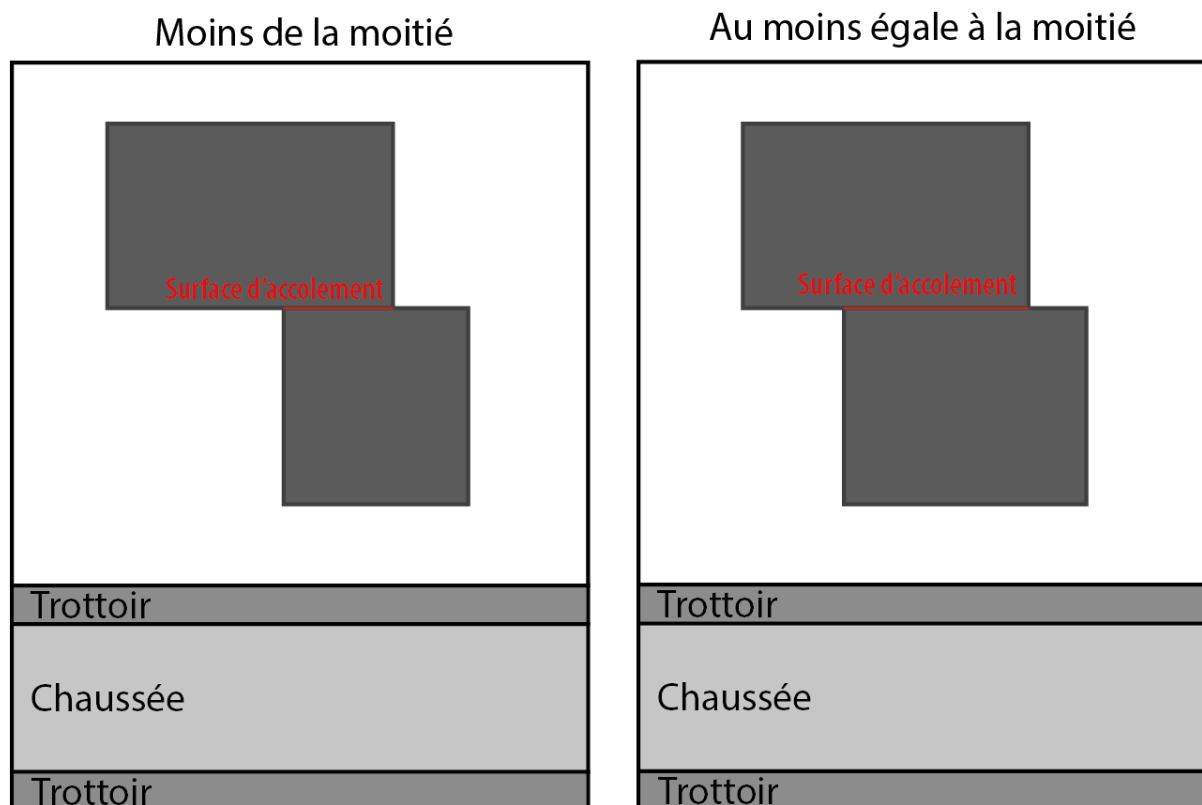 Moins de la moitié
Surface d'accolement
Trottoir
Chaussée
Trottoir
Au moins égale à la moitié
Surface d'accolement
Trottoir
Chaussée
Trottoir